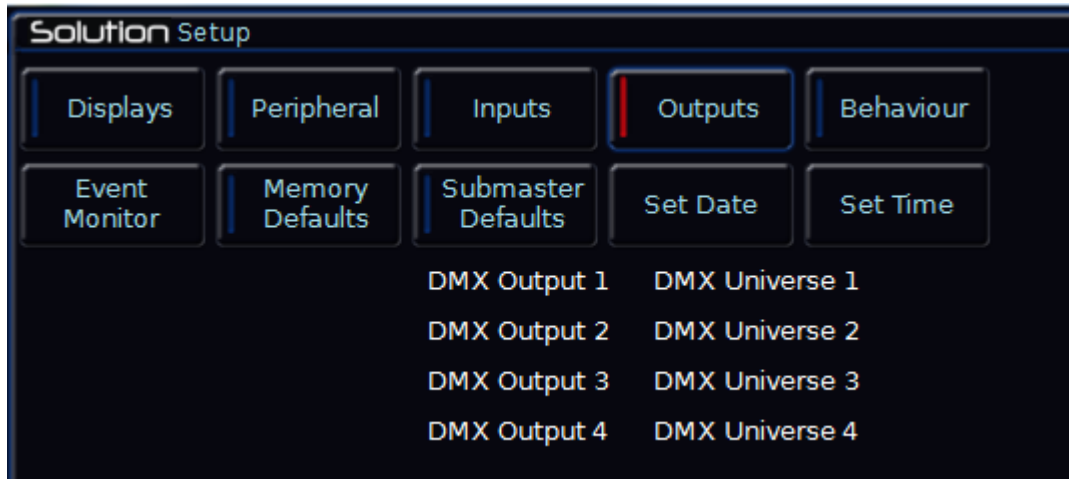 Solution Setup
Displays
Peripheral
Inputs
Outputs
Behaviour
Event
Monitor
Memory
Defaults
Submaster
Defaults
Set Date
Set Time
DMX Output 1 DMX Universe 1
DMX Output 2 DMX Universe 2
DMX Output 3 DMX Universe 3
DMX Output 4 DMX Universe 4